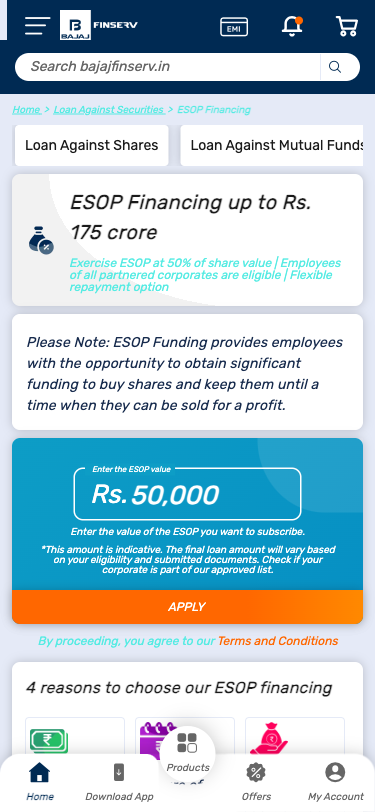 BAJAJ FINSERV EMI
Search bajajfinserv.in
Home > Loan Against Securities > ESOP Financing
Loan Against Shares Loan Against Mutual Funds
ESOP Financing up to Rs.
175 crore
Exercise ESOP at 50% of share value | Employees
of all partnered corporates are eligible | Flexible
repayment option
Please Note: ESOP Funding provides employees
with the opportunity to obtain significant
funding to buy shares and keep them until a
time when they can be sold for a profit.
Enter the ESOP value
Rs. 50,000
Enter the value of the ESOP you want to subscribe.
*This amount is indicative. The final loan amount will vary based
on your eligibility and submitted documents. Check if your
corporate is part of our approved list.
APPLY
By proceeding, you agree to our Terms and Conditions
4 reasons to choose our ESOP financing
Home Download App Products Offers My Account